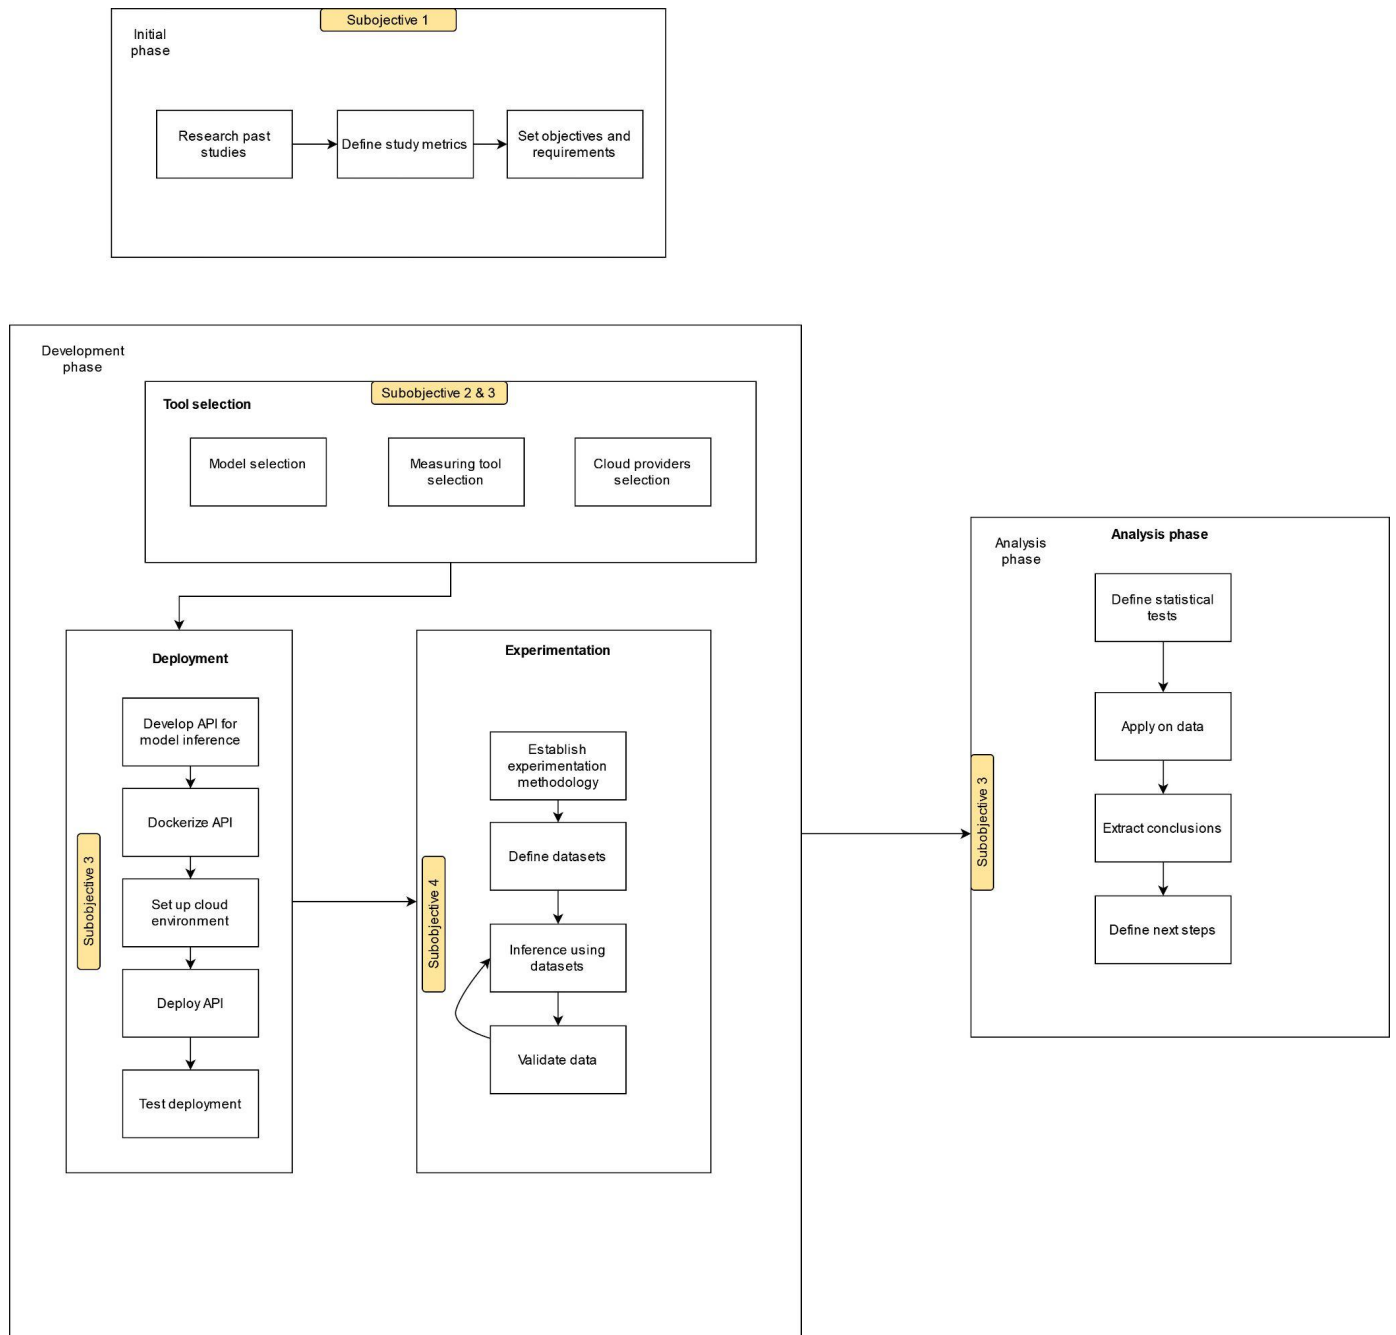 Subojective 1
Initial
phase
Research past
studies
Define study metrics
Set objectives and
requirements
Development
phase
Subobjective 2 & 3
Tool selection
Model selection
Measuring tool
selection
Cloud providers
selection
Deployment
Develop API for
model inference
Dockerize API
Subobjective 3
Set up cloud
environment
Deploy API
Test deployment
Experimentation
Establish
experimentation
methodology
Define datasets
Subobjective 4
Inference using
datasets
Validate data
Analysis phase
Analysis
phase
Define statistical
tests
Apply on data
Subobjective 3
Extract conclusions
Define next steps